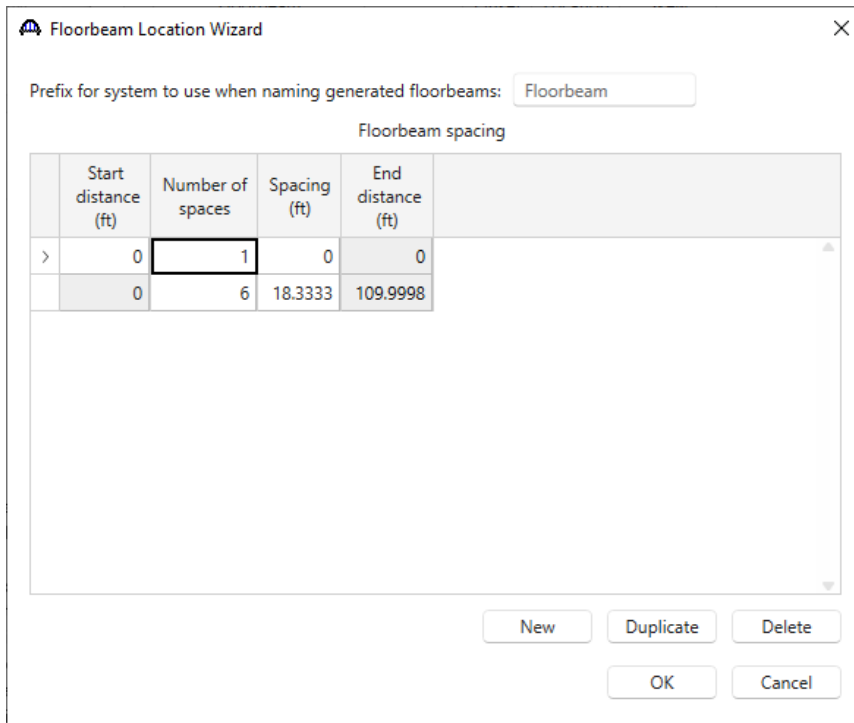 Floorbeam Location Wizard
Prefix for system to use when naming generated floorbeams: Floorbeam
Floorbeam spacing
Start distance (ft) Number of spaces Spacing (ft) End distance (ft)
> 0 1 0 0
0 6 18.3333 109.9998
New Duplicate Delete
OK Cancel